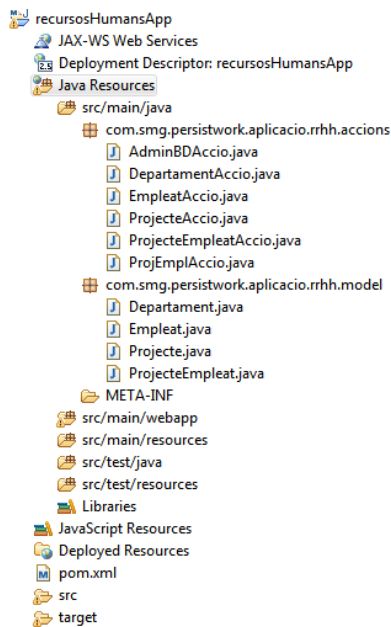 recursosHumansApp
JAX-WS Web Services
Deployment Descriptor: recursosHumansApp
Java Resources
src/main/java
com.smg.persistwork.aplicacio.rrhh.accions
AdminBDAccio.java
DepartamentAccio.java
EmpleatAccio.java
ProjecteAccio.java
ProjecteEmpleatAccio.java
ProjEmplAccio.java
com.smg.persistwork.aplicacio.rrhh.model
Departament.java
Empleat.java
Projecte.java
ProjecteEmpleat.java
META-INF
src/main/webapp
src/main/resources
src/test/java
src/test/resources
Libraries
JavaScript Resources
Deployed Resources
pom.xml
src
target